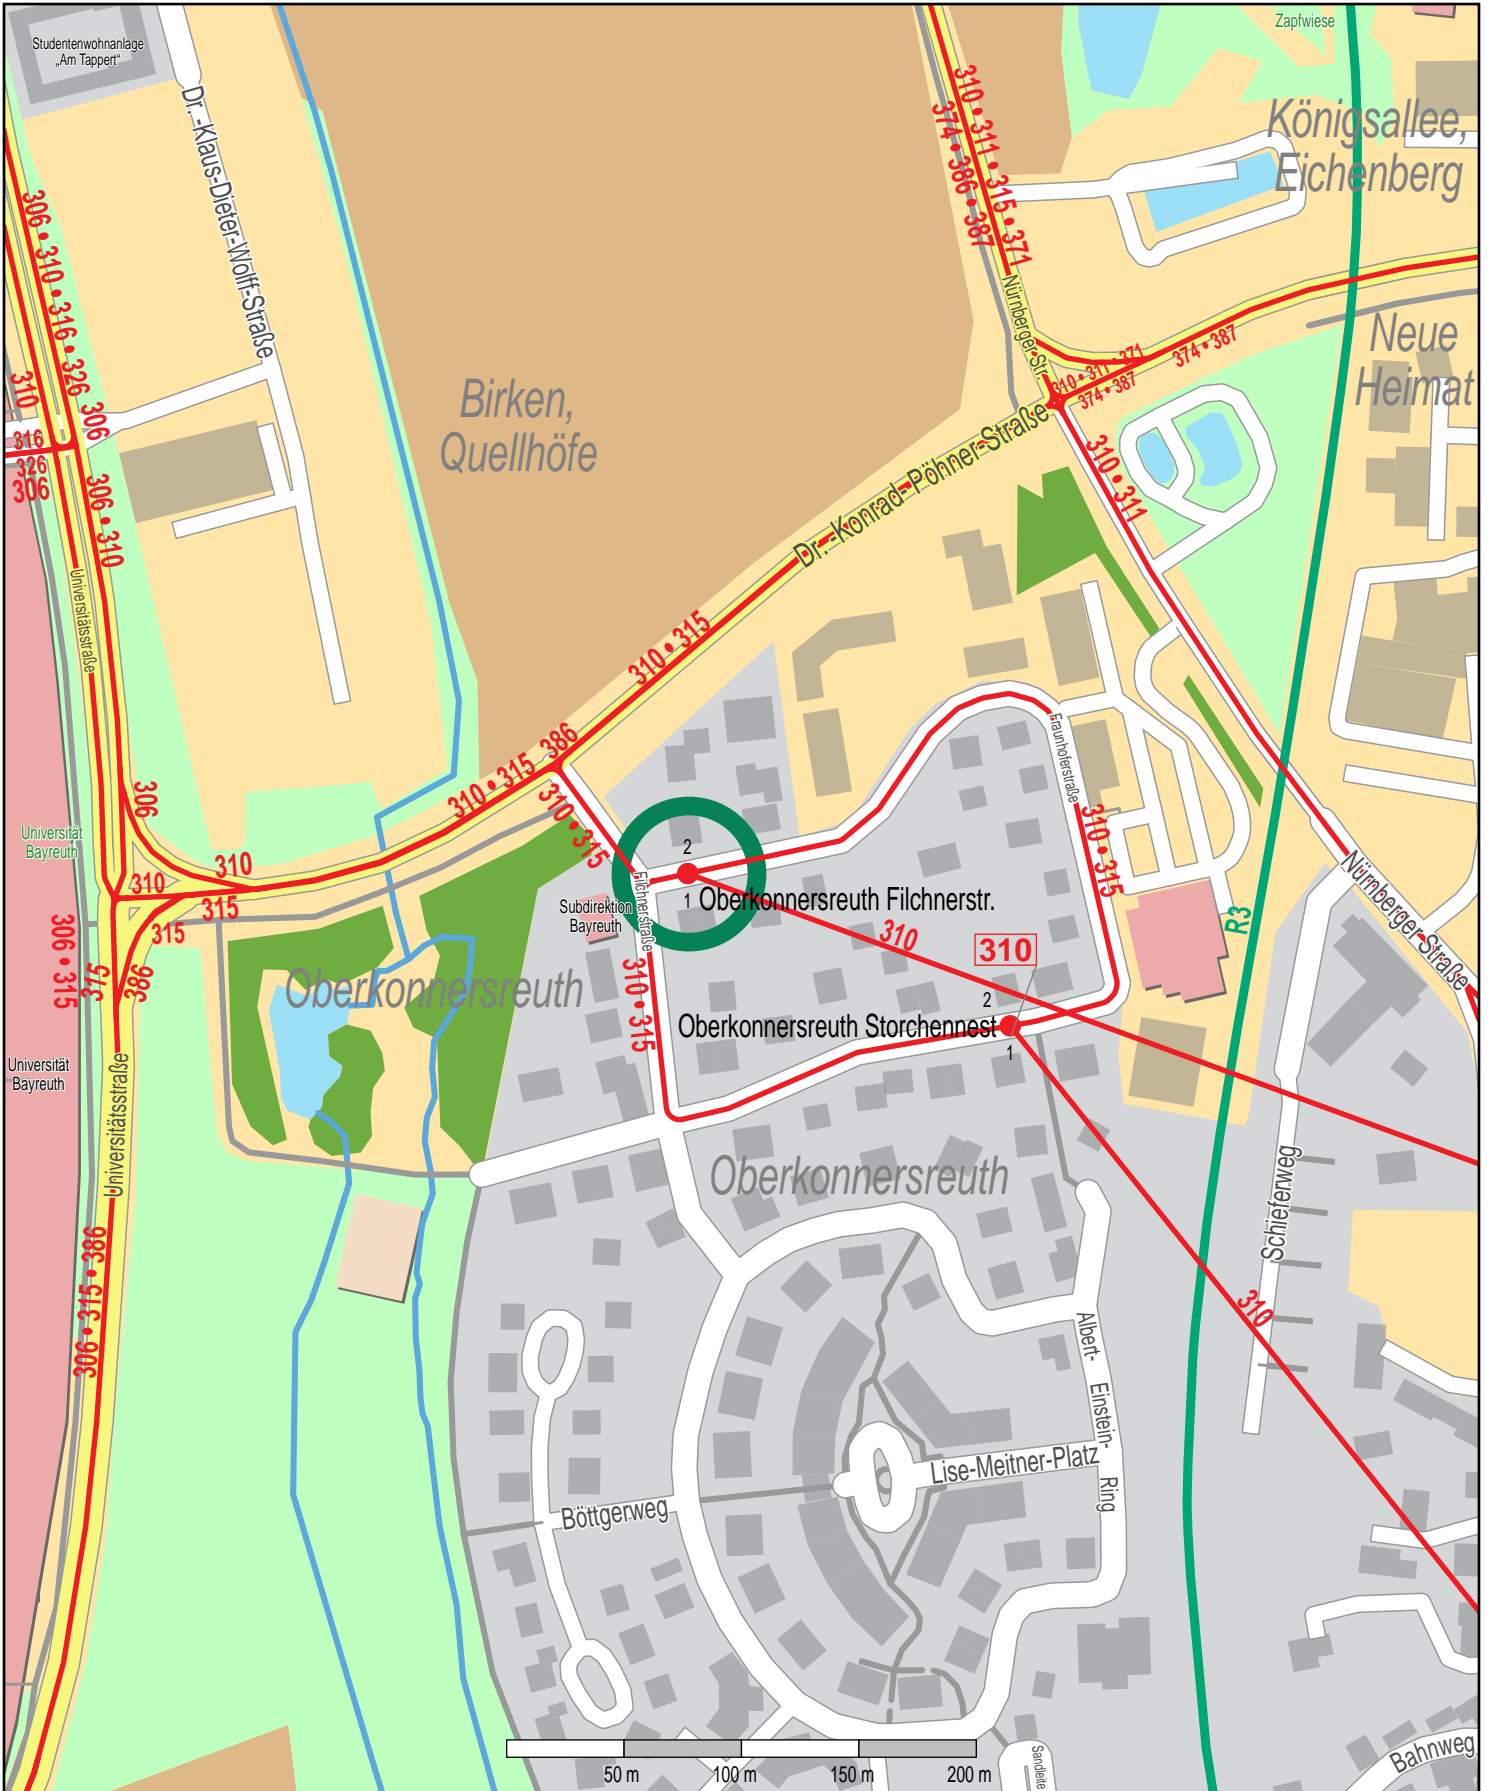 Studentenwohnanlage
„Am Tappert"
Zapfwiese
Dr. -Klaus-Dieter-Wolff-Straße
310 • 311 • 315 • 371
374 • 386 • 387
Königsallee,
Eichenberg
306 • 310 • 316 • 326
306
310
316
326
306
306 • 310
Nürnberger Str.
310 • 311 • 371
374 • 387
374 • 387
Neue
Heimat
Birken,
Quellhöfe
Dr. -Konrad-Pöhner-Straße
310 • 311
Universitätsstraße
310 • 315
386
310 • 315
310 • 315
Fraunhoferstraße
310 • 315
306
310
310
315
315
Universität
Bayreuth
306 • 315
315
386
2
1
Oberkonnersreuth Filchnerstr.
Subdirektion
Bayreuth
Filchnerstraße
310
310
R3
Nürnberger Straße
Oberkonnersreuth
310 • 315
2
Oberkonnersreuth Storchennest
1
Universität
Bayreuth
Universitätsstraße
Oberkonnersreuth
Schieferweg
306 • 315 • 386
310
Albert-
Einstein-
Ring
Lise-Meitner-Platz
Böttgerweg
Sandleite
Bahnweg
50 m
100 m
150 m
200 m